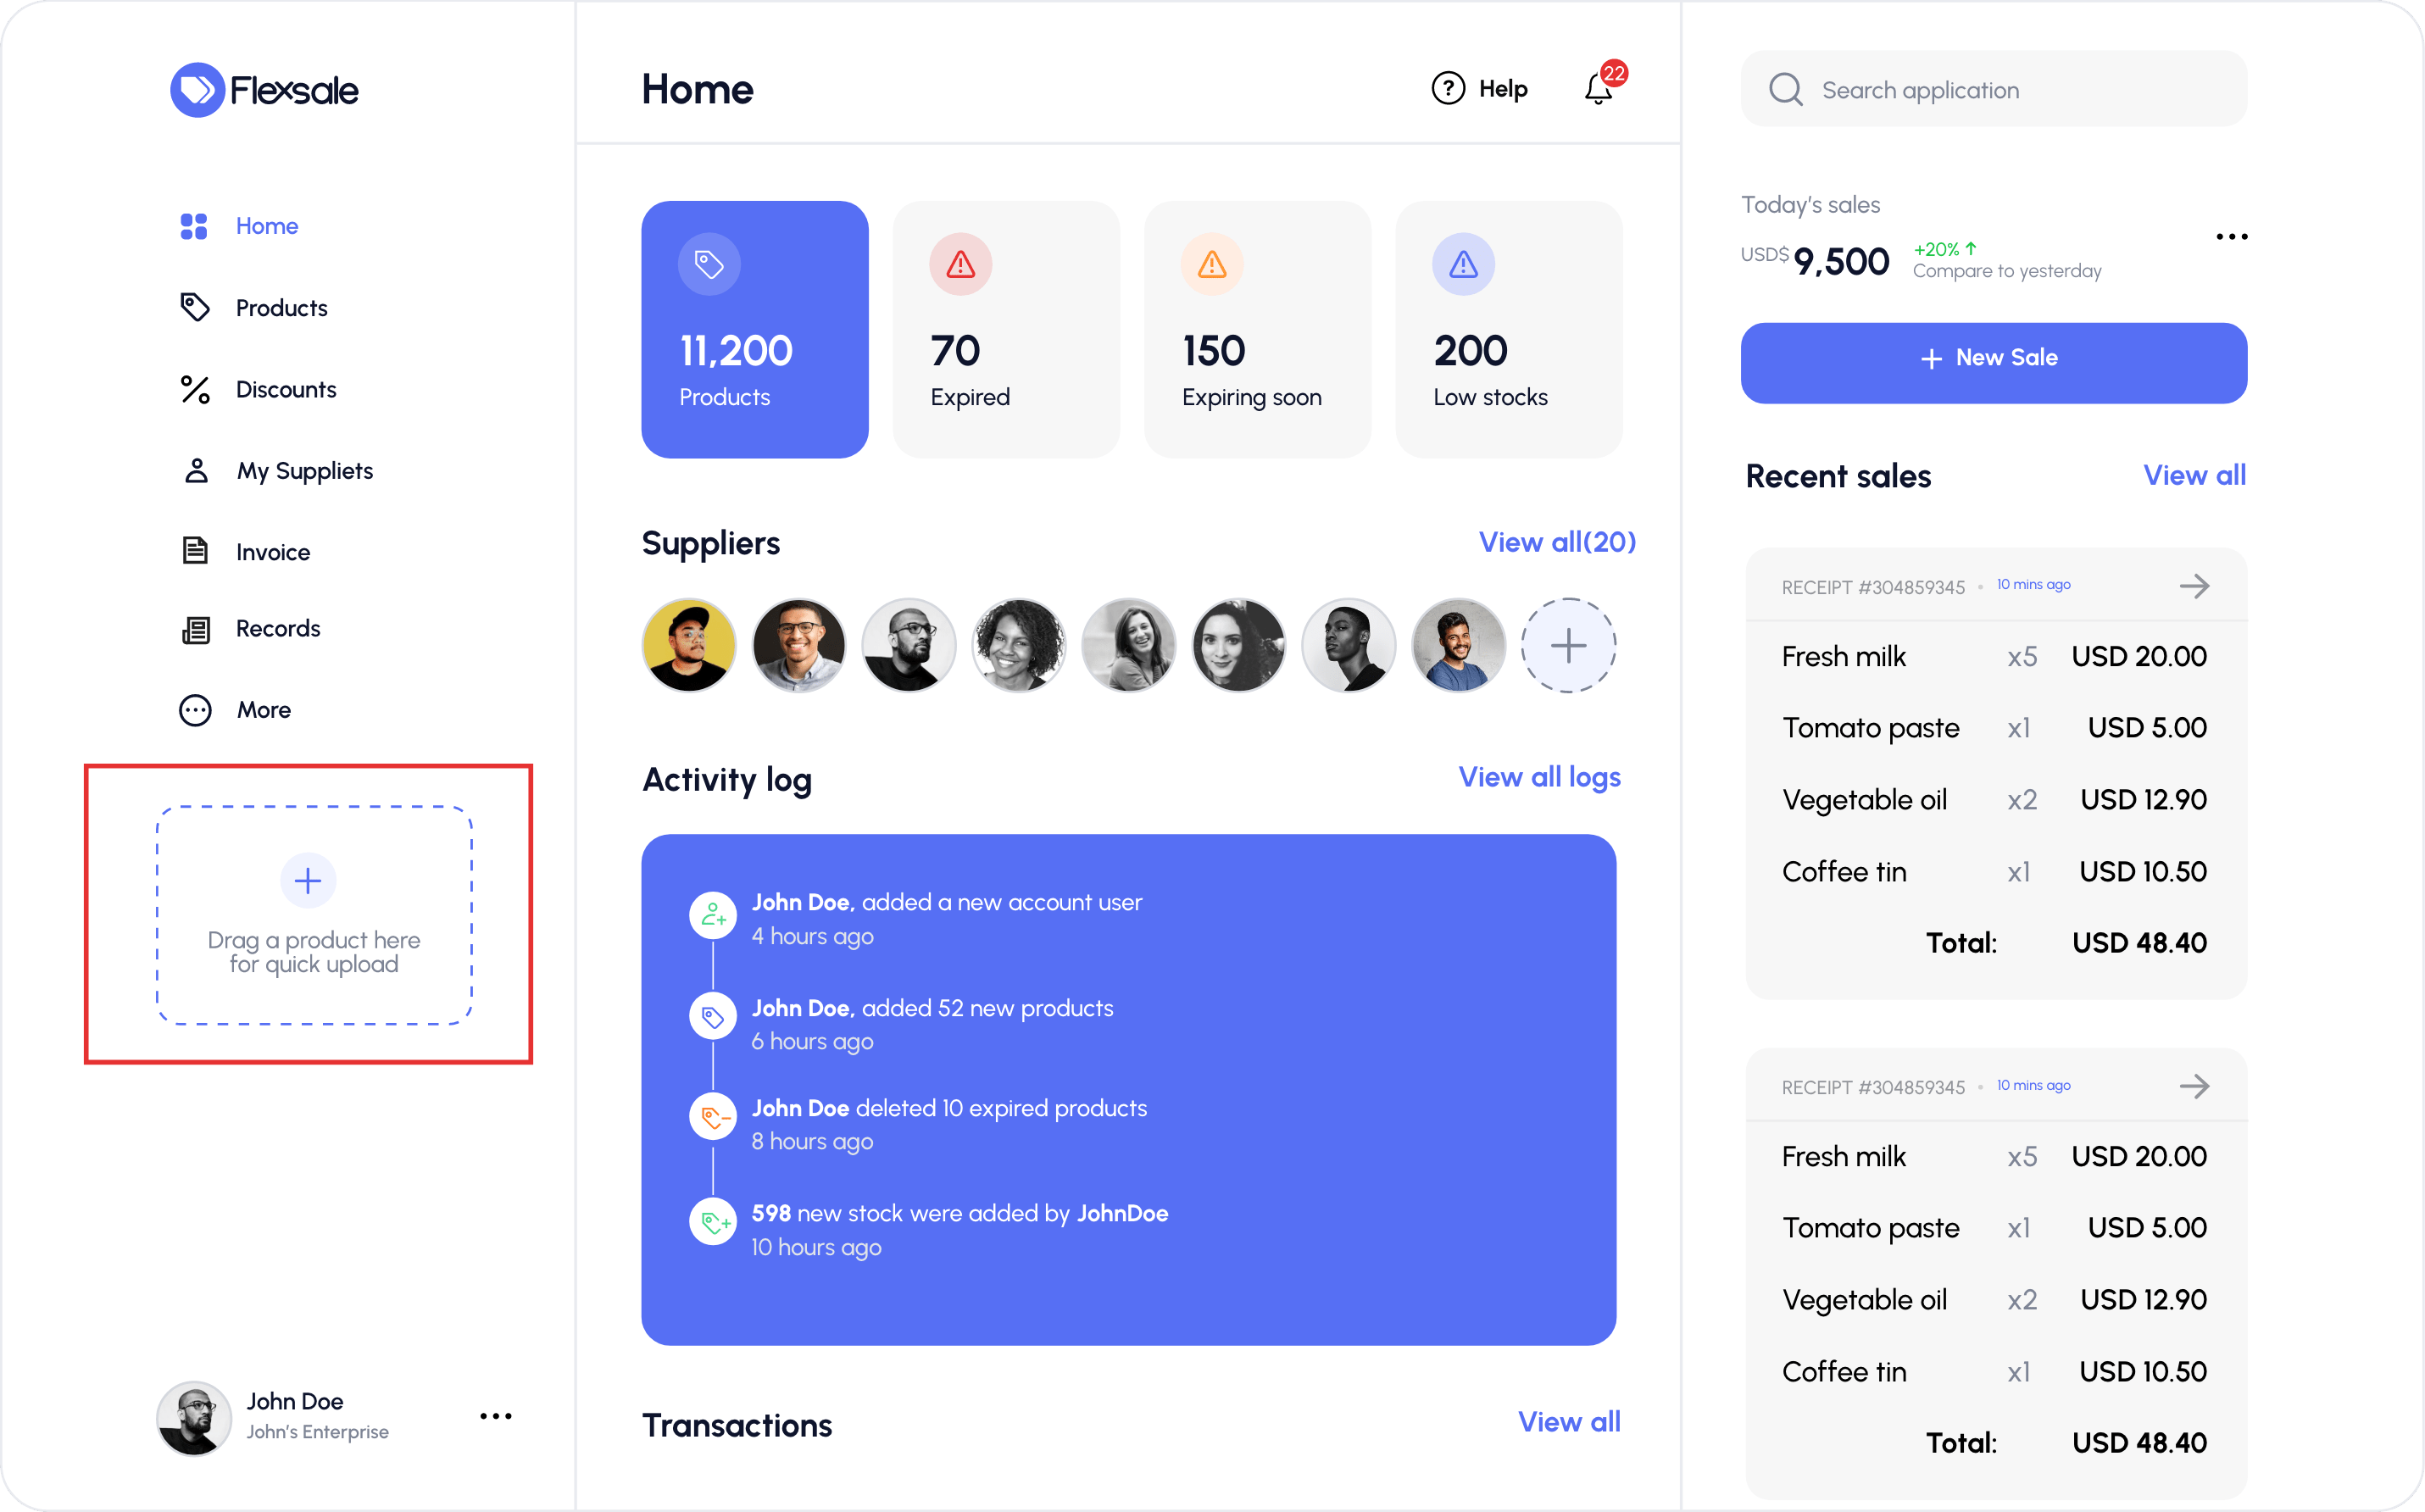 Flexsale
Home
Products
Discounts
My Suppliets
Invoice
Records
More
Drag a product here
for quick upload
John Doe
John's Enterprise
Home
Help
22
11,200
Products
70
Expired
150
Expiring soon
200
Low stocks
Suppliers
View all(20)
Activity log
View all logs
John Doe, added a new account user
4 hours ago
John Doe, added 52 new products
6 hours ago
John Doe deleted 10 expired products
8 hours ago
598 new stock were added by JohnDoe
10 hours ago
Transactions
View all
Search application
Today's sales
USD$ 9,500
+20% ↑
Compare to yesterday
+ New Sale
Recent sales
View all
RECEIPT #304859345 • 10 mins ago
Fresh milk x5 USD 20.00
Tomato paste x1 USD 5.00
Vegetable oil x2 USD 12.90
Coffee tin x1 USD 10.50
Total: USD 48.40
RECEIPT #304859345 • 10 mins ago
Fresh milk x5 USD 20.00
Tomato paste x1 USD 5.00
Vegetable oil x2 USD 12.90
Coffee tin x1 USD 10.50
Total: USD 48.40